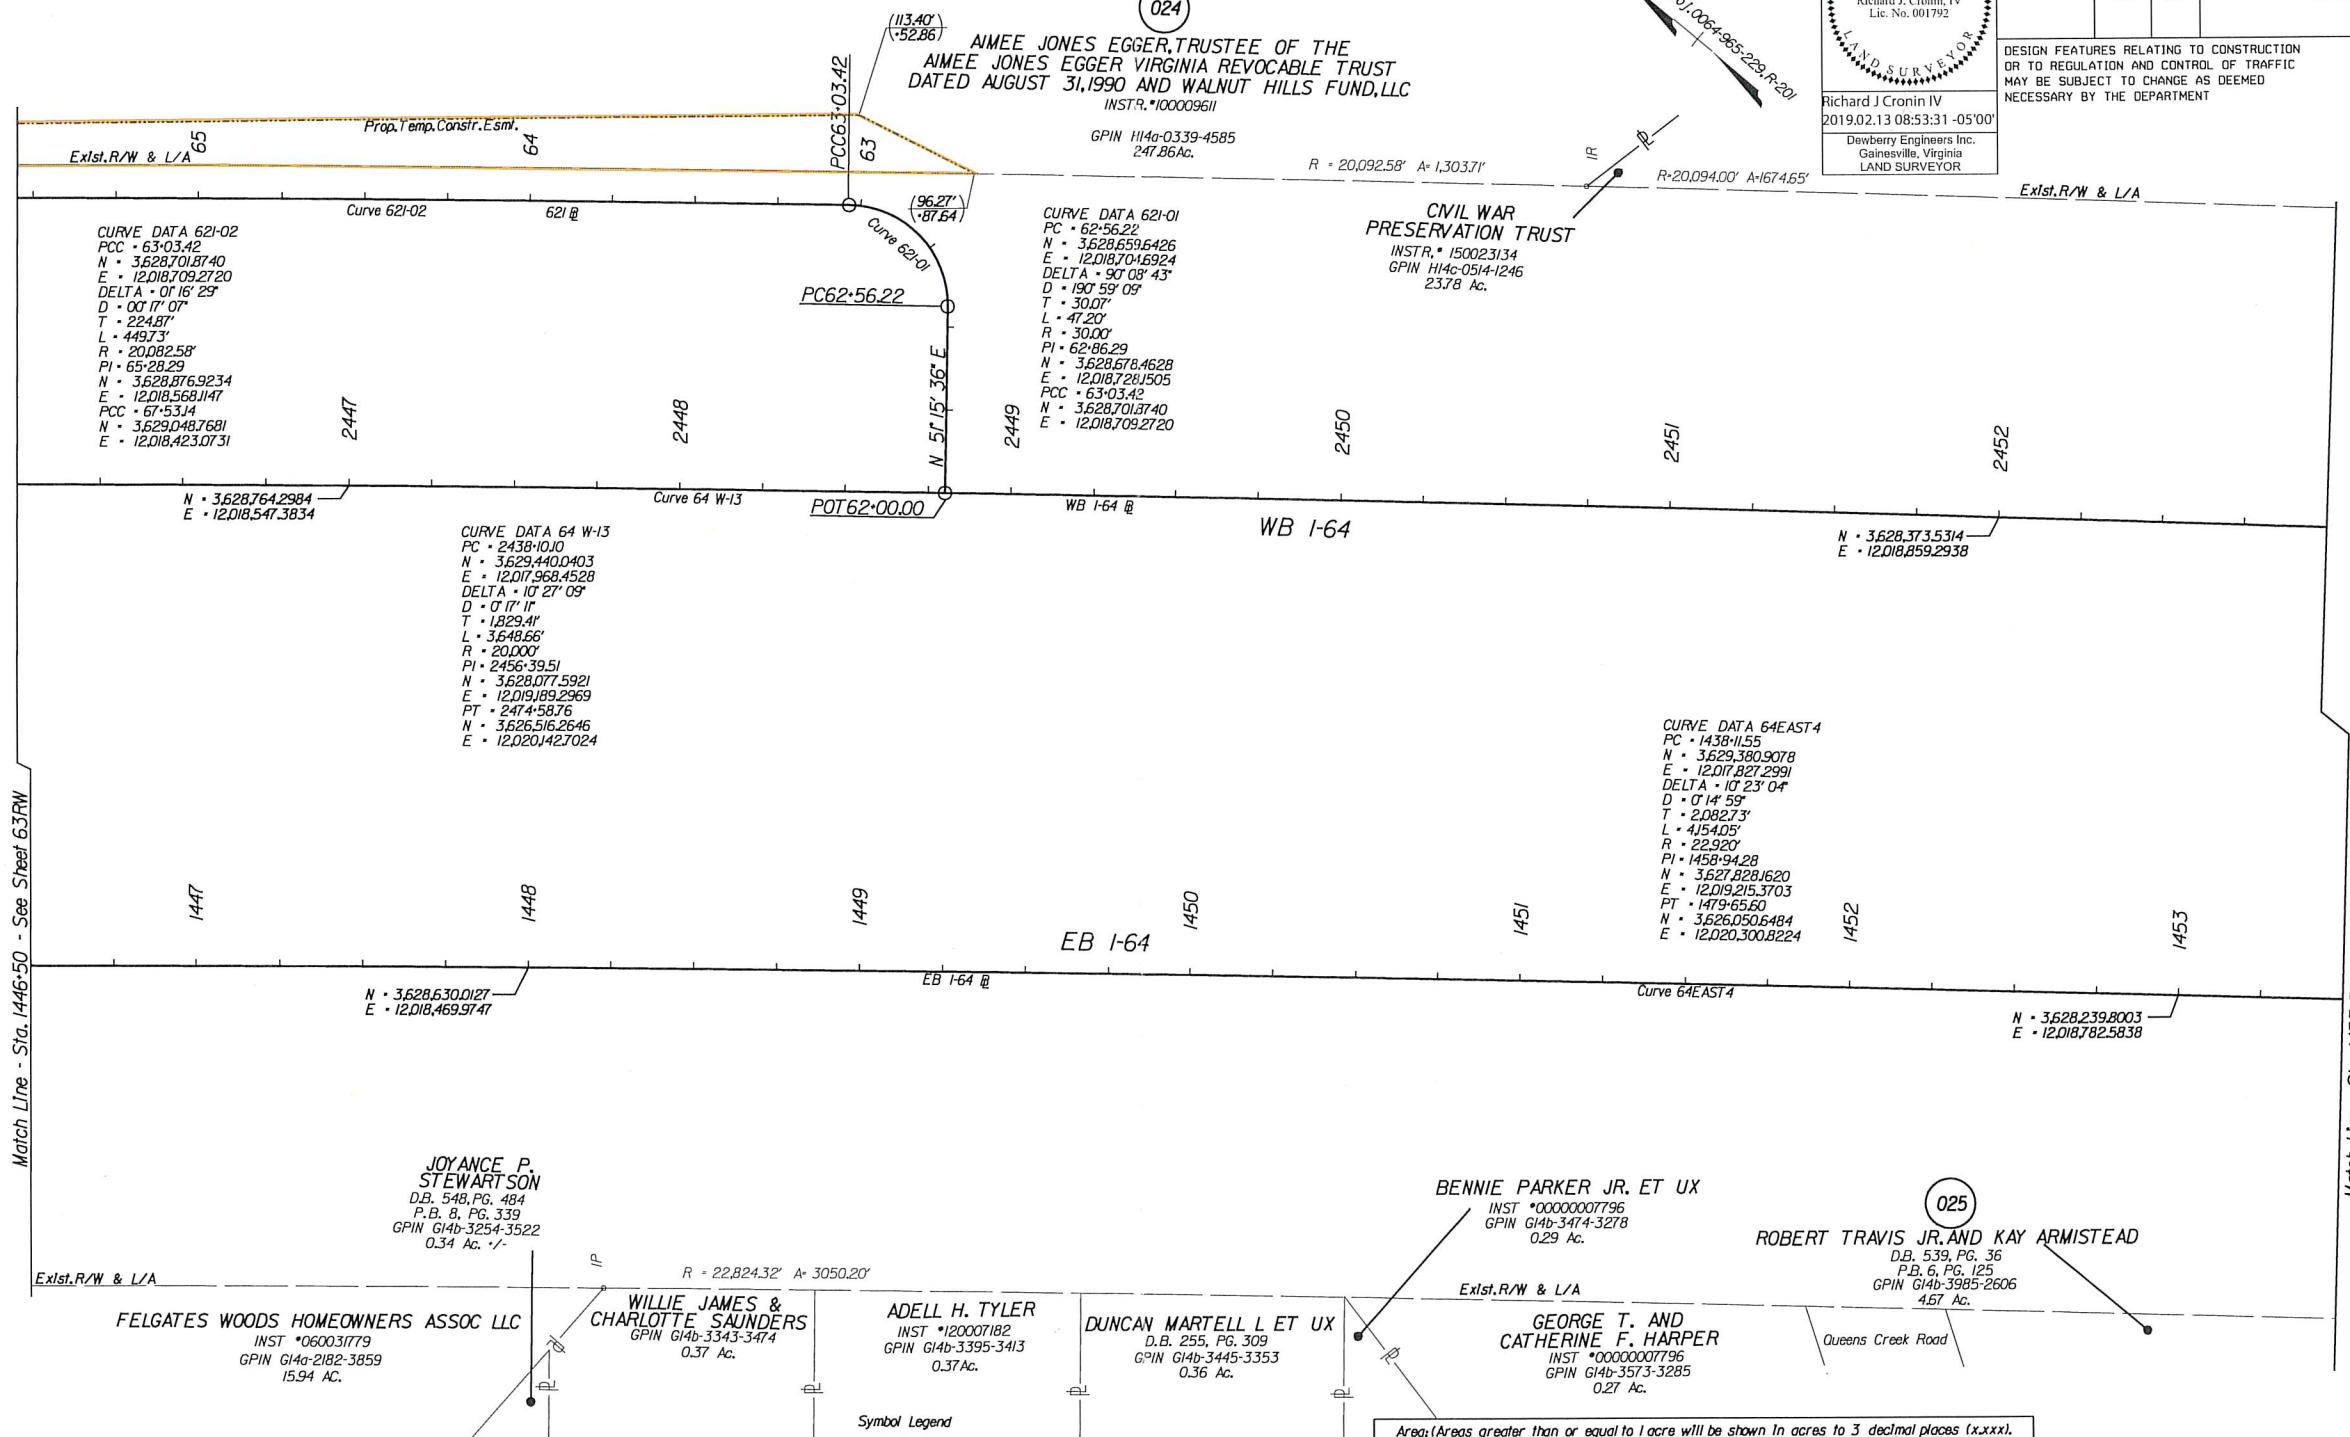 024
(113.40')
(+52.86)
AIMEE JONES EGGER, TRUSTEE OF THE
AIMEE JONES EGGER VIRGINIA REVOCABLE TRUST
DATED AUGUST 31, 1990 AND WALNUT HILLS FUND, LLC
INSTR. #100009611
GPIN H14a-0339-4585
247.86Ac.
0064-965-229, R-201
Richard J. Cronin, IV
Lic. No. 001792
LAND SURVEYOR
Richard J Cronin IV
2019.02.13 08:53:31 -05'00'
Dewberry Engineers Inc.
Gainesville, Virginia
LAND SURVEYOR
DESIGN FEATURES RELATING TO CONSTRUCTION
OR TO REGULATION AND CONTROL OF TRAFFIC
MAY BE SUBJECT TO CHANGE AS DEEMED
NECESSARY BY THE DEPARTMENT
Prop. Temp. Constr. Esmt.
65
64
PCC63+03.42
63
Exist. R/W & L/A
R = 20,092.58' A= 1,303.71'
IR
R=20,094.00' A=1674.65'
Exist. R/W & L/A
Curve 621-02
621
(96.27')
(+87.64)
Curve 621-01
CURVE DATA 621-02
PCC = 63+03.42
N = 3,628,701.8740
E = 12,018,709.2720
DELTA = 01° 16' 29"
D = 00° 17' 07"
T = 224.87'
L = 449.73'
R = 20,082.58'
PI = 65+28.29
N = 3,628,876.9234
E = 12,018,568.1147
PCC = 67+53.14
N = 3,629,048.7681
E = 12,018,423.0731
PC62+56.22
N 51° 15' 36" E
CURVE DATA 621-01
PC = 62+56.22
N = 3,628,659.6426
E = 12,018,704.6924
DELTA = 90° 08' 43"
D = 190° 59' 09"
T = 30.07'
L = 47.20'
R = 30.00'
PI = 62+86.29
N = 3,628,678.4628
E = 12,018,728.1505
PCC = 63+03.42
N = 3,628,701.8740
E = 12,018,709.2720
CIVIL WAR
PRESERVATION TRUST
INSTR. # 150023134
GPIN H14c-0514-1246
23.78 Ac.
2447
2448
2449
2450
2451
2452
N = 3,628,764.2984
E = 12,018,547.3834
Curve 64 W-13
POT62+00.00
WB I-64
WB I-64
N = 3,628,373.5314
E = 12,018,859.2938
CURVE DATA 64 W-13
PC = 2438+10.10
N = 3,629,440.0403
E = 12,017,968.4528
DELTA = 10° 27' 09"
D = 0° 17' 11"
T = 1,829.41'
L = 3,648.66'
R = 20,000'
PI = 2456+39.51
N = 3,628,077.5921
E = 12,019,189.2969
PT = 2474+58.76
N = 3,626,516.2646
E = 12,020,142.7024
CURVE DATA 64EAST4
PC = 1438+11.55
N = 3,629,380.9078
E = 12,017,827.2991
DELTA = 10° 23' 04"
D = 0° 14' 59"
T = 2,082.73'
L = 4,154.05'
R = 22,920'
PI = 1458+94.28
N = 3,627,828.1620
E = 12,019,215.3703
PT = 1479+65.60
N = 3,626,050.6484
E = 12,020,300.8224
Match Line - Sta. 1446+50 - See Sheet 63RW
1447
1448
1449
1450
1451
1452
1453
EB I-64
EB I-64
Curve 64EAST4
N = 3,628,630.0127
E = 12,018,469.9747
N = 3,628,239.8003
E = 12,018,782.5838
JOYANCE P.
STEWARTSON
D.B. 548, PG. 484
P.B. 8, PG. 339
GPIN G14b-3254-3522
0.34 Ac. +/-
BENNIE PARKER JR. ET UX
INST #00000007796
GPIN G14b-3474-3278
0.29 Ac.
025
ROBERT TRAVIS JR. AND KAY ARMISTEAD
D.B. 539, PG. 36
P.B. 6, PG. 125
GPIN G14b-3985-2606
4.67 Ac.
Exist. R/W & L/A
IP
R = 22,824.32' A= 3050.20'
Exist. R/W & L/A
FELGATES WOODS HOMEOWNERS ASSOC LLC
INST #060031779
GPIN G14a-2182-3859
15.94 AC.
WILLIE JAMES &
CHARLOTTE SAUNDERS
GPIN G14b-3343-3474
0.37 Ac.
ADELL H. TYLER
INST #120007182
GPIN G14b-3395-3413
0.37Ac.
DUNCAN MARTELL L ET UX
D.B. 255, PG. 309
GPIN G14b-3445-3353
0.36 Ac.
GEORGE T. AND
CATHERINE F. HARPER
INST #00000007796
GPIN G14b-3573-3285
0.27 Ac.
Queens Creek Road
Symbol Legend
Area: (Areas greater than or equal to 1 acre will be shown in acres to 3 decimal places (x.xxx).